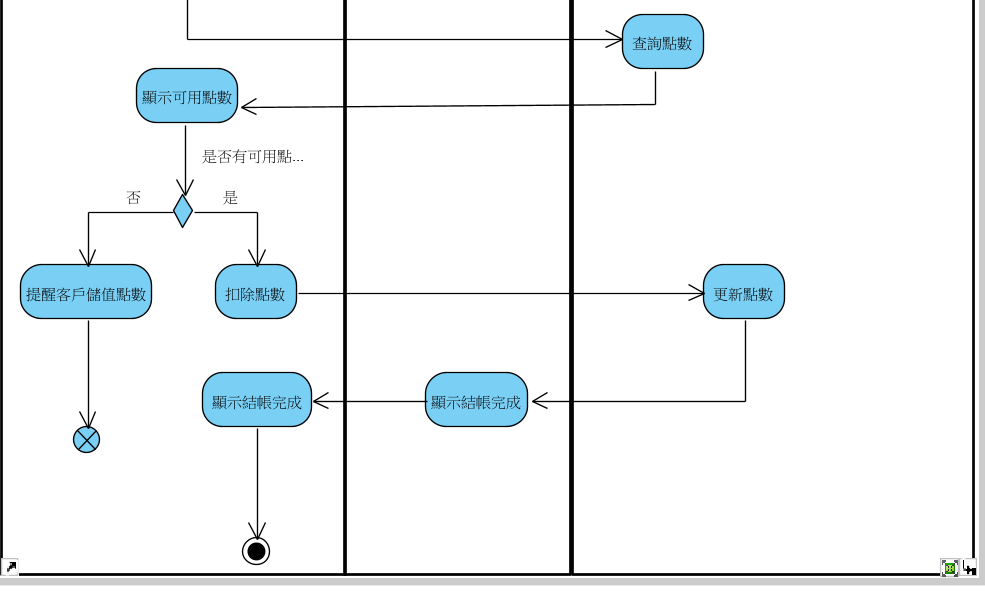 查詢點數
顯示可用點數
是否有可用點...
否
是
提醒客戶儲值點數
扣除點數
更新點數
顯示結帳完成
顯示結帳完成